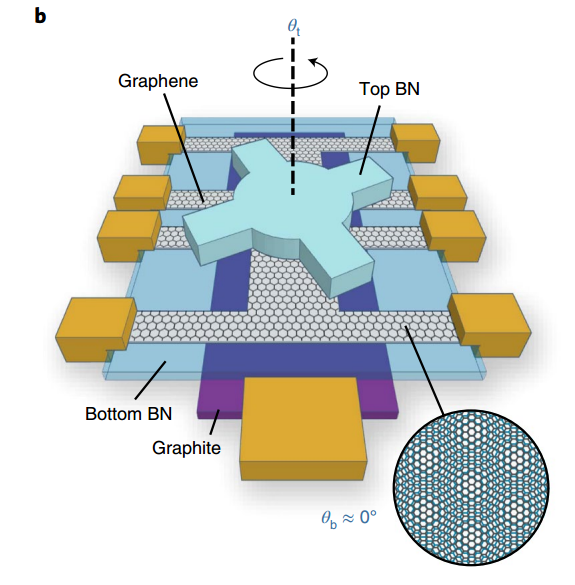 b
θt
Graphene
Top BN
Bottom BN
Graphite
θb ≈ 0°